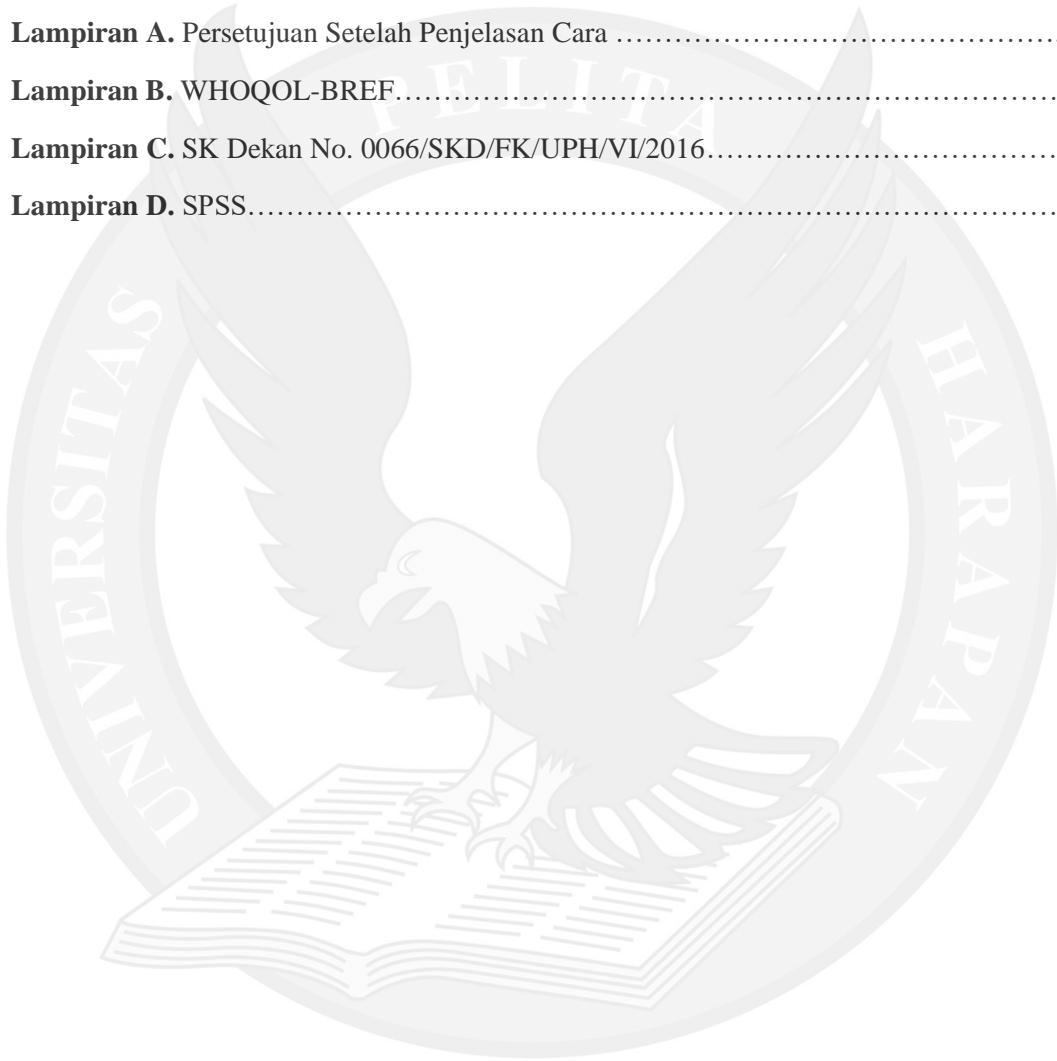 Lampiran A. Persetujuan Setelah Penjelasan Cara ……………………………………………
Lampiran B. WHOQOL-BREF……………………………………………………………………
Lampiran C. SK Dekan No. 0066/SKD/FK/UPH/VI/2016…………………………………
Lampiran D. SPSS…………………………………………………………………………………
UNIVERSITAS PELITA HARAPAN